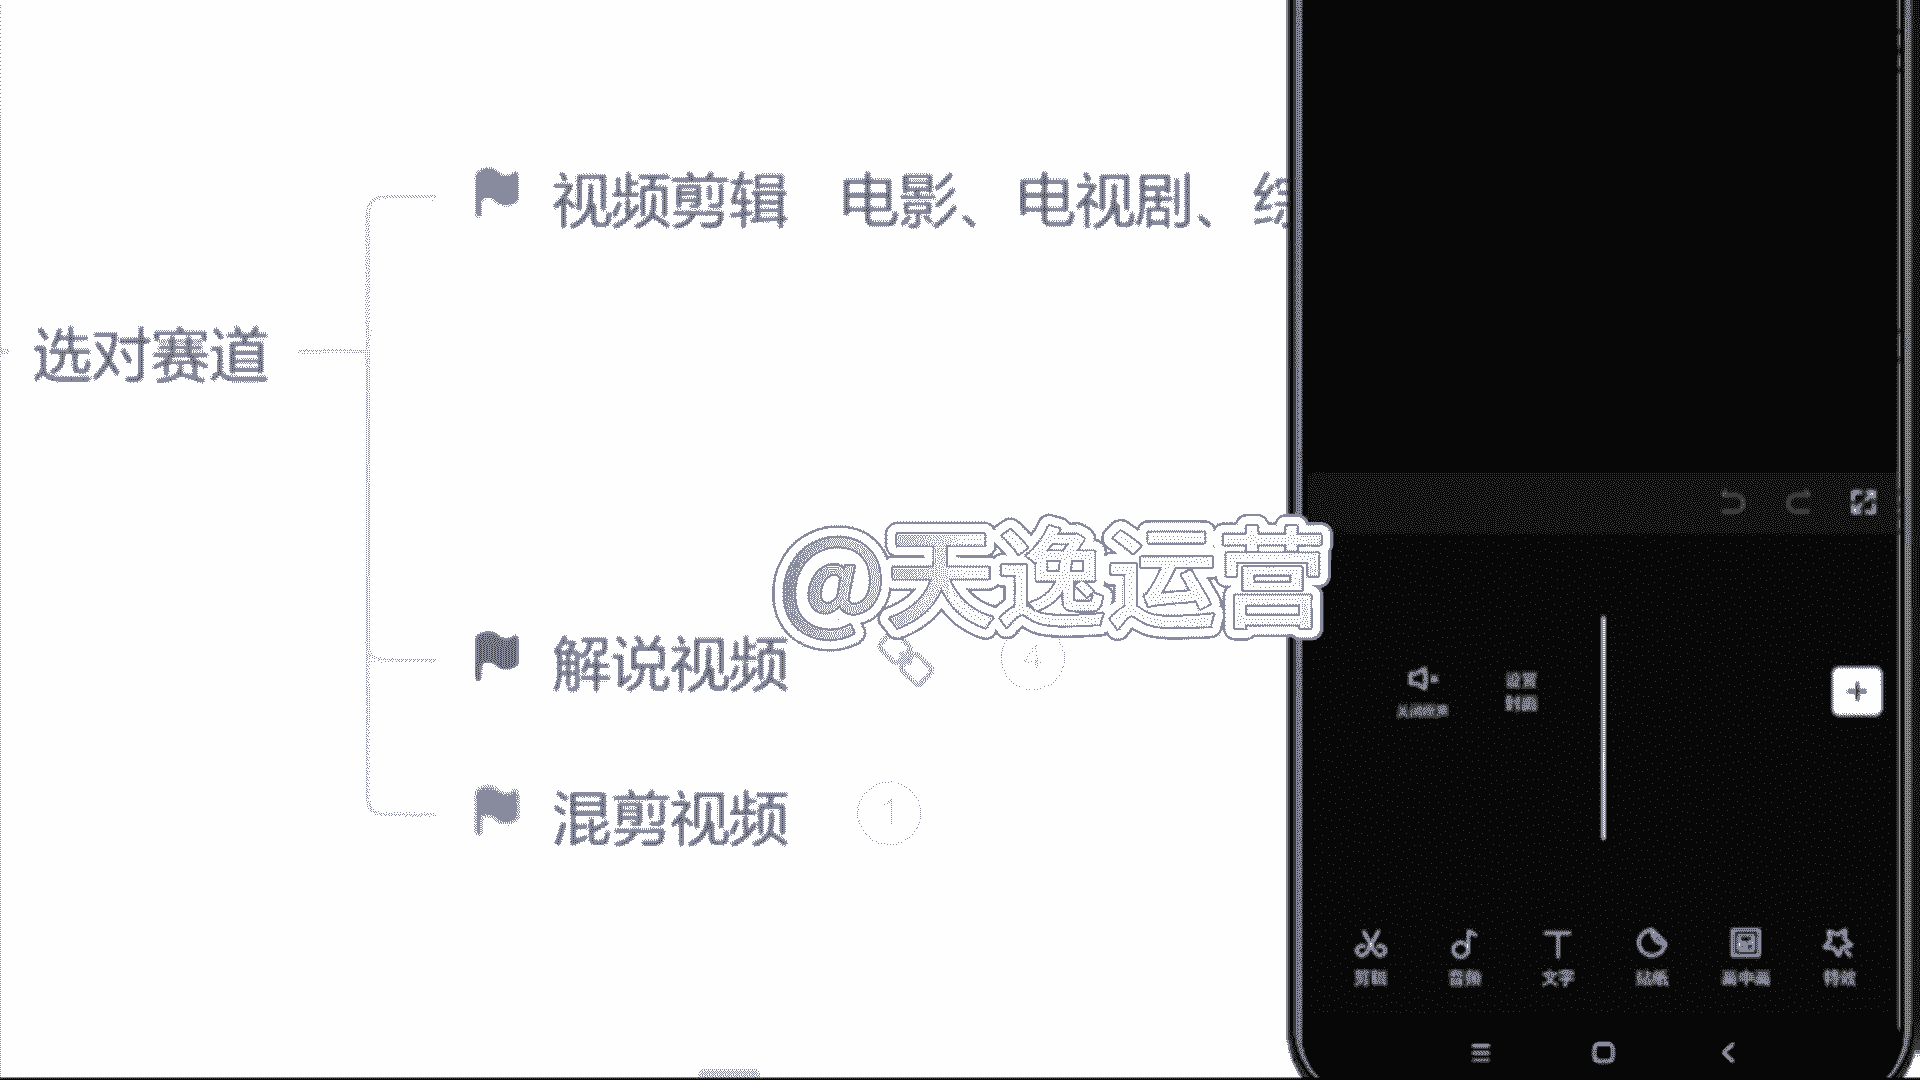 视频剪辑 电影、电视剧、综
选对赛道
@天逸运营
解说视频 4
混剪视频 1
关闭原声
设置
封面
剪辑 音频 文字 贴纸 画中画 特效